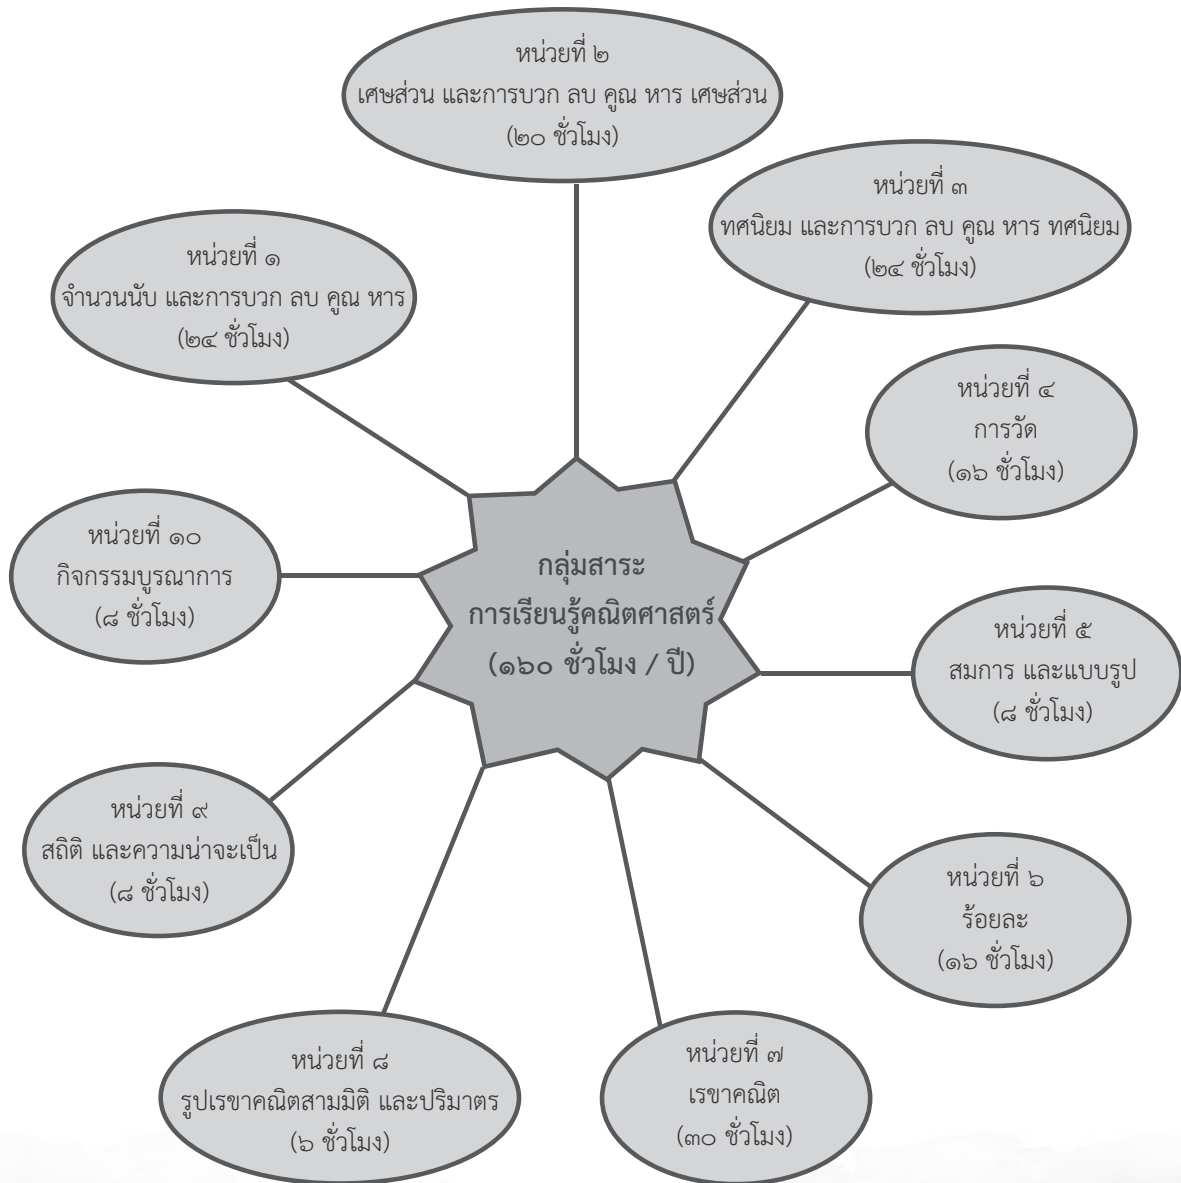 หน่วยที่ ๒
เศษส่วน และการบวก ลบ คูณ หาร เศษส่วน
(๒๐ ชั่วโมง)
หน่วยที่ ๓
ทศนิยม และการบวก ลบ คูณ หาร ทศนิยม
(๒๔ ชั่วโมง)
หน่วยที่ ๑
จำนวนนับ และการบวก ลบ คูณ หาร
(๒๔ ชั่วโมง)
หน่วยที่ ๔
การวัด
(๑๖ ชั่วโมง)
หน่วยที่ ๑๐
กิจกรรมบูรณาการ
(๘ ชั่วโมง)
กลุ่มสาระ
การเรียนรู้คณิตศาสตร์
(๑๖๐ ชั่วโมง / ปี)
หน่วยที่ ๕
สมการ และแบบรูป
(๘ ชั่วโมง)
หน่วยที่ ๙
สถิติ และความน่าจะเป็น
(๘ ชั่วโมง)
หน่วยที่ ๖
ร้อยละ
(๑๖ ชั่วโมง)
หน่วยที่ ๘
รูปเรขาคณิตสามมิติ และปริมาตร
(๖ ชั่วโมง)
หน่วยที่ ๗
เรขาคณิต
(๓๐ ชั่วโมง)